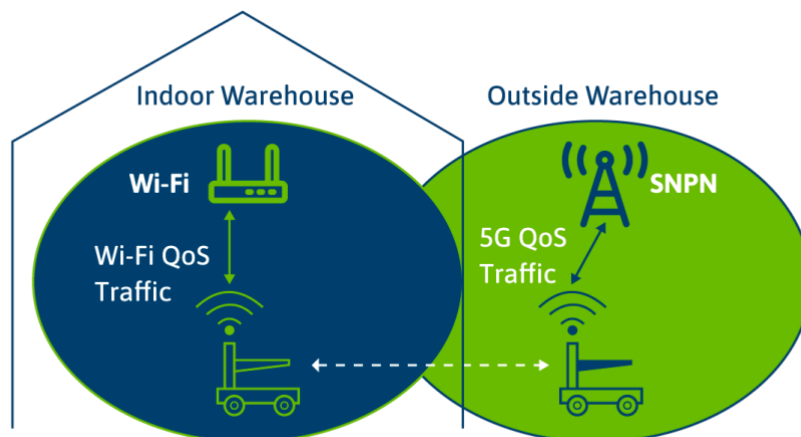 Indoor Warehouse
Outside Warehouse
Wi-Fi
SNPN
Wi-Fi QoS
Traffic
5G QoS
Traffic